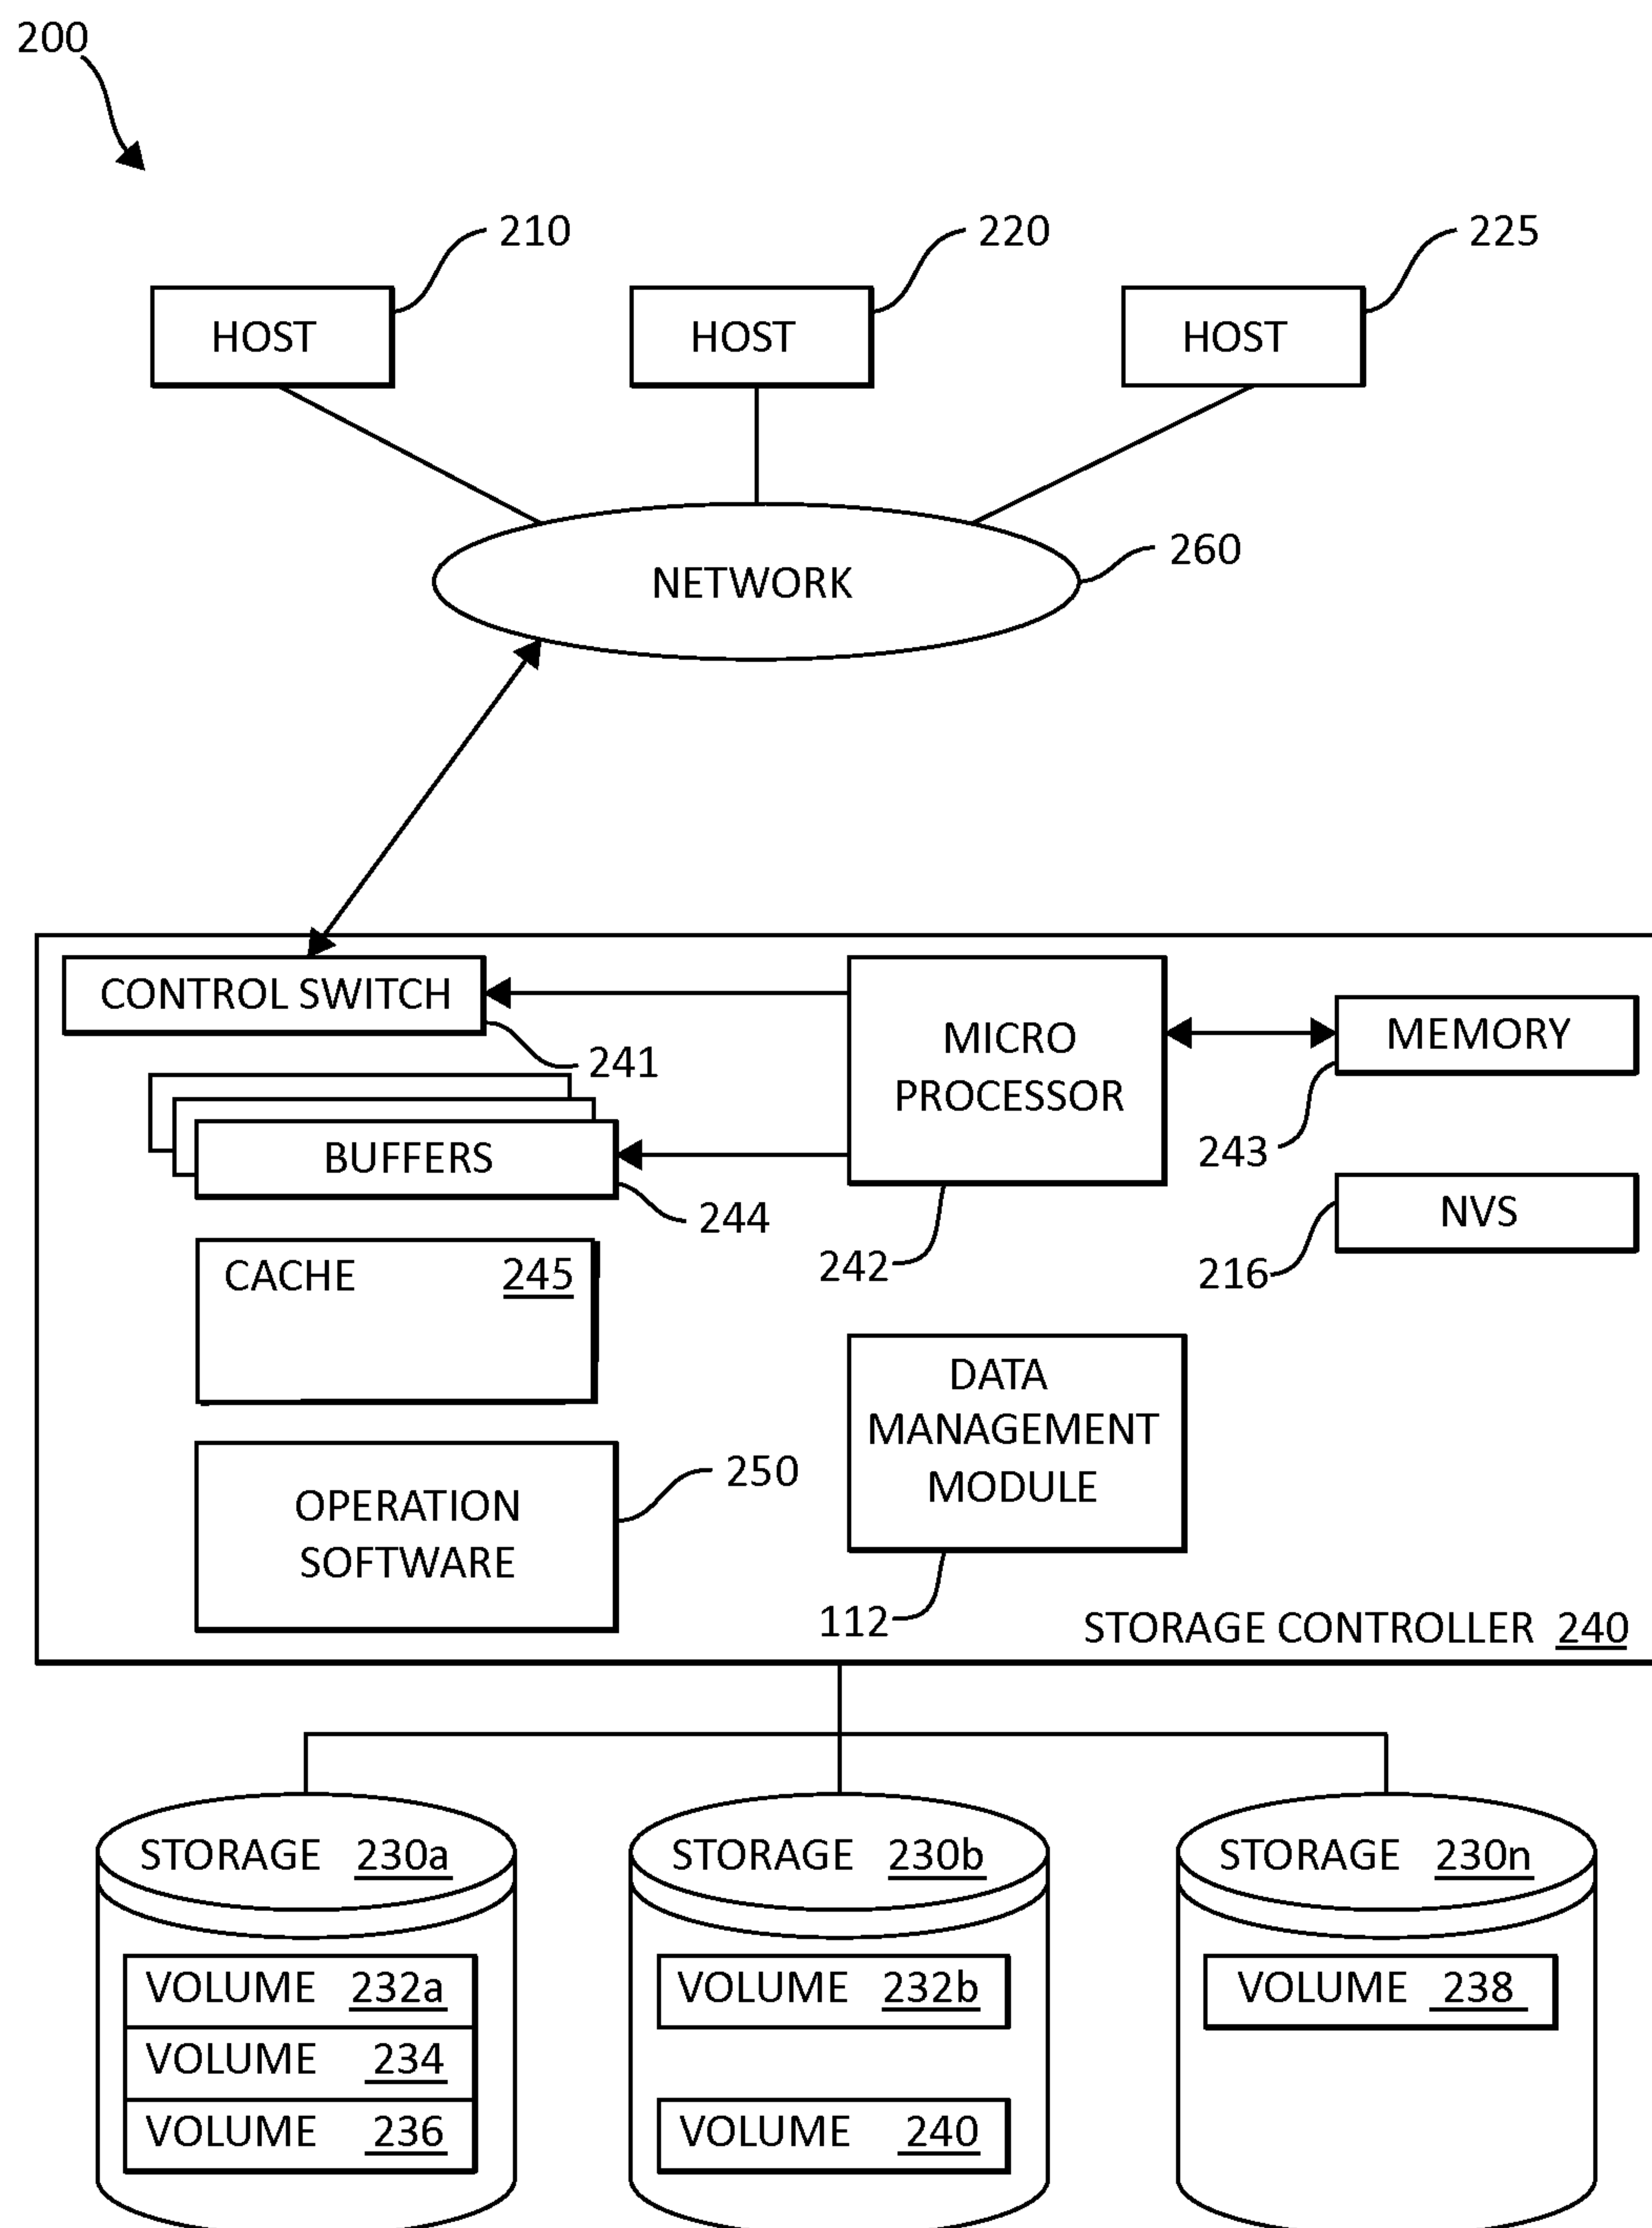 200
210
220
225
HOST
HOST
HOST
260
NETWORK
CONTROL SWITCH
241
MICRO
PROCESSOR
MEMORY
243
BUFFERS
244
242
NVS
216
CACHE 245
DATA
MANAGEMENT
MODULE
250
OPERATION
SOFTWARE
112
STORAGE CONTROLLER 240
STORAGE 230a
STORAGE 230b
STORAGE 230n
VOLUME 232a
VOLUME 234
VOLUME 236
VOLUME 232b
VOLUME 240
VOLUME 238